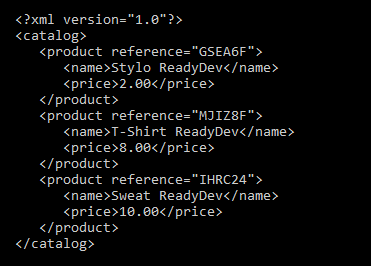 <?xml version="1.0"?>
<catalog>
   <product reference="GSEA6F">
      <name>Stylo ReadyDev</name>
      <price>2.00</price>
   </product>
   <product reference="MJIZ8F">
      <name>T-Shirt ReadyDev</name>
      <price>8.00</price>
   </product>
   <product reference="IHRC24">
      <name>Sweat ReadyDev</name>
      <price>10.00</price>
   </product>
</catalog>